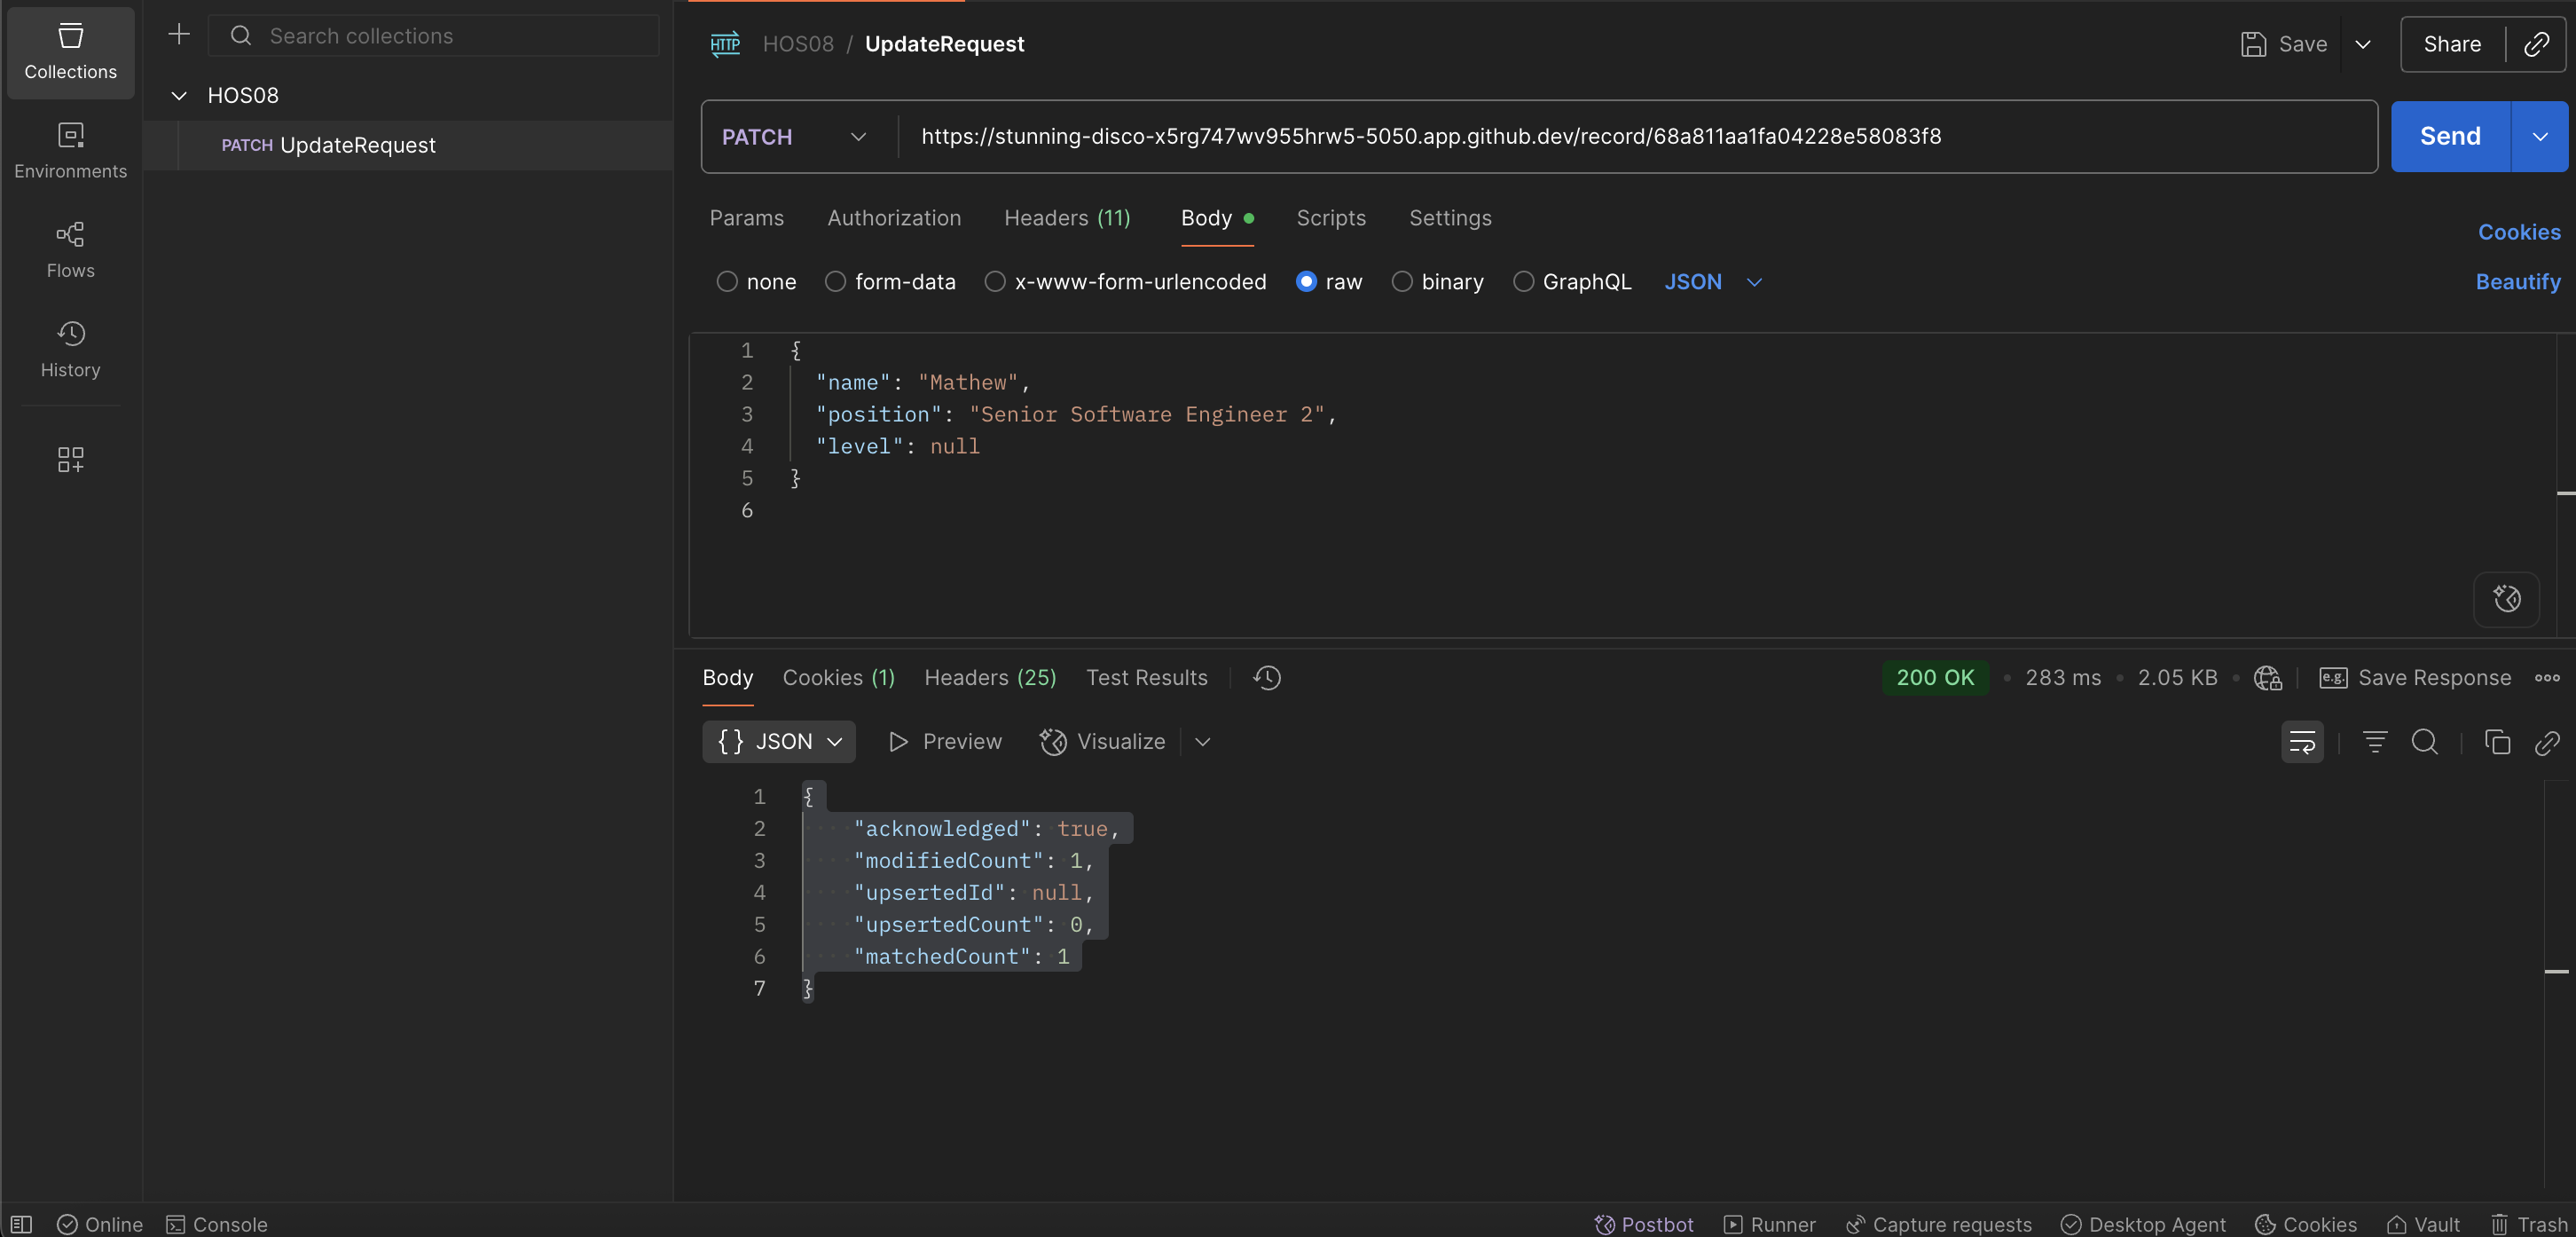 Collections
Environments
Flows
History
Search collections
HOS08
PATCH UpdateRequest
HTTP HOS08 / UpdateRequest
Save
Share
PATCH https://stunning-disco-x5rg747wv955hrw5-5050.app.github.dev/record/68a811aa1fa04228e58083f8
Send
Params Authorization Headers (11) Body Scripts Settings
Cookies
none form-data x-www-form-urlencoded raw binary GraphQL JSON
Beautify
1 {
2 "name": "Mathew",
3 "position": "Senior Software Engineer 2",
4 "level": null
5 }
6
Body Cookies (1) Headers (25) Test Results
200 OK • 283 ms • 2.05 KB • e.g. Save Response
{} JSON Preview Visualize
1 {
2 "acknowledged": true,
3 "modifiedCount": 1,
4 "upsertedId": null,
5 "upsertedCount": 0,
6 "matchedCount": 1
7 }
Online Console
Postbot Runner Capture requests Desktop Agent Cookies Vault Trash